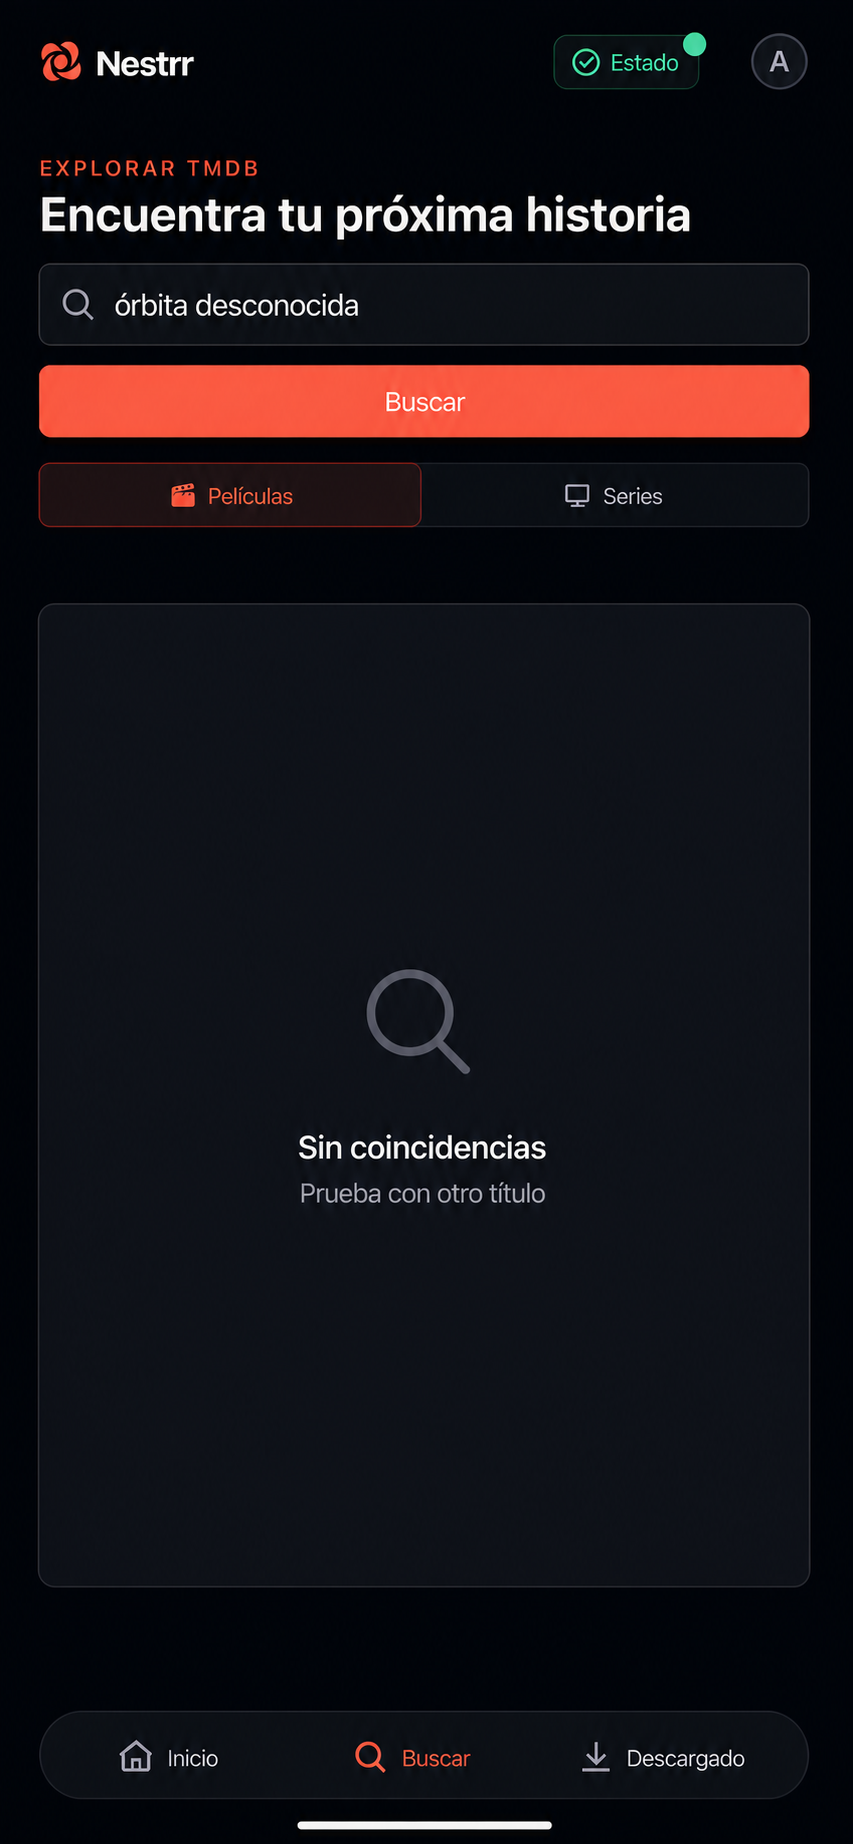 Nestrr
Estado
A
EXPLORAR TMDB
Encuentra tu próxima historia
órbita desconocida
Buscar
Películas
Series
Sin coincidencias
Prueba con otro título
Inicio
Buscar
Descargado